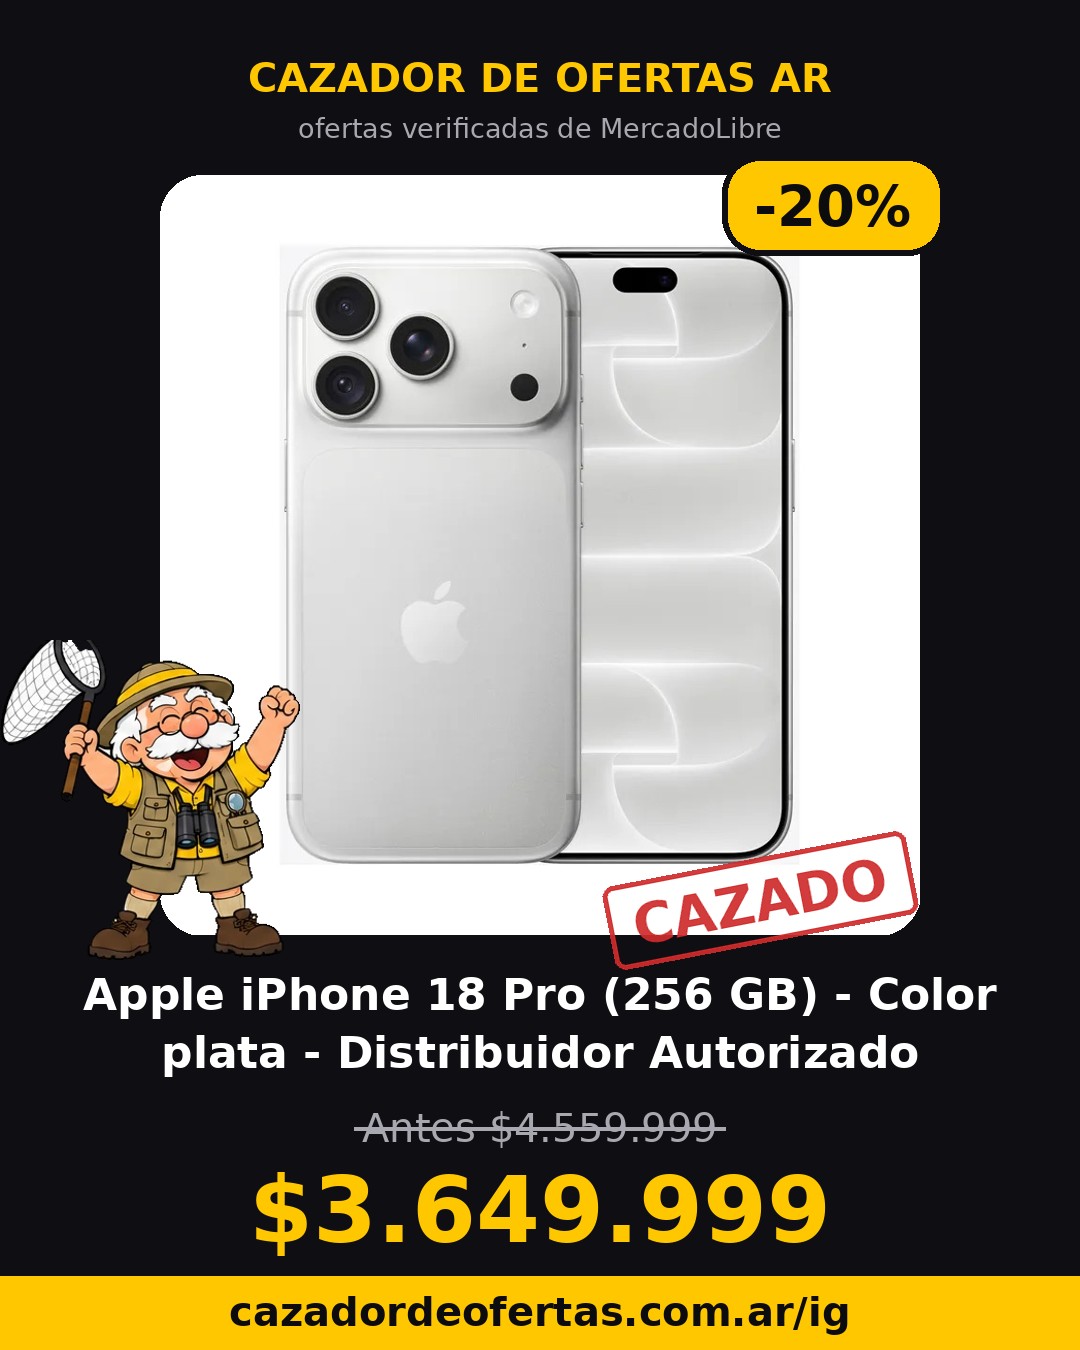 CAZADOR DE OFERTAS AR
ofertas verificadas de MercadoLibre
-20%
CAZADO
Apple iPhone 18 Pro (256 GB) - Color
plata - Distribuidor Autorizado
Antes $4.559.999
$3.649.999
cazadordeofertas.com.ar/ig